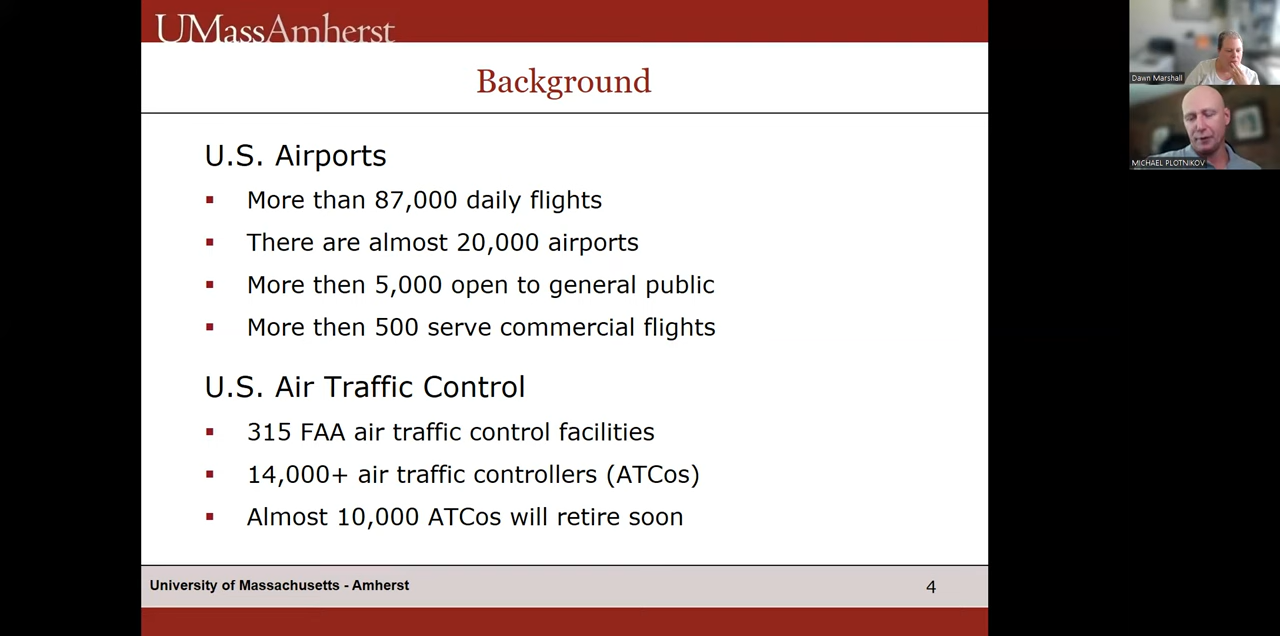 UMassAmherst
Background
U.S. Airports
▪ More than 87,000 daily flights
▪ There are almost 20,000 airports
▪ More then 5,000 open to general public
▪ More then 500 serve commercial flights
U.S. Air Traffic Control
▪ 315 FAA air traffic control facilities
▪ 14,000+ air traffic controllers (ATCos)
▪ Almost 10,000 ATCos will retire soon
University of Massachusetts - Amherst
4
Dawn Marshall
MICHAEL PLOTNIKOV